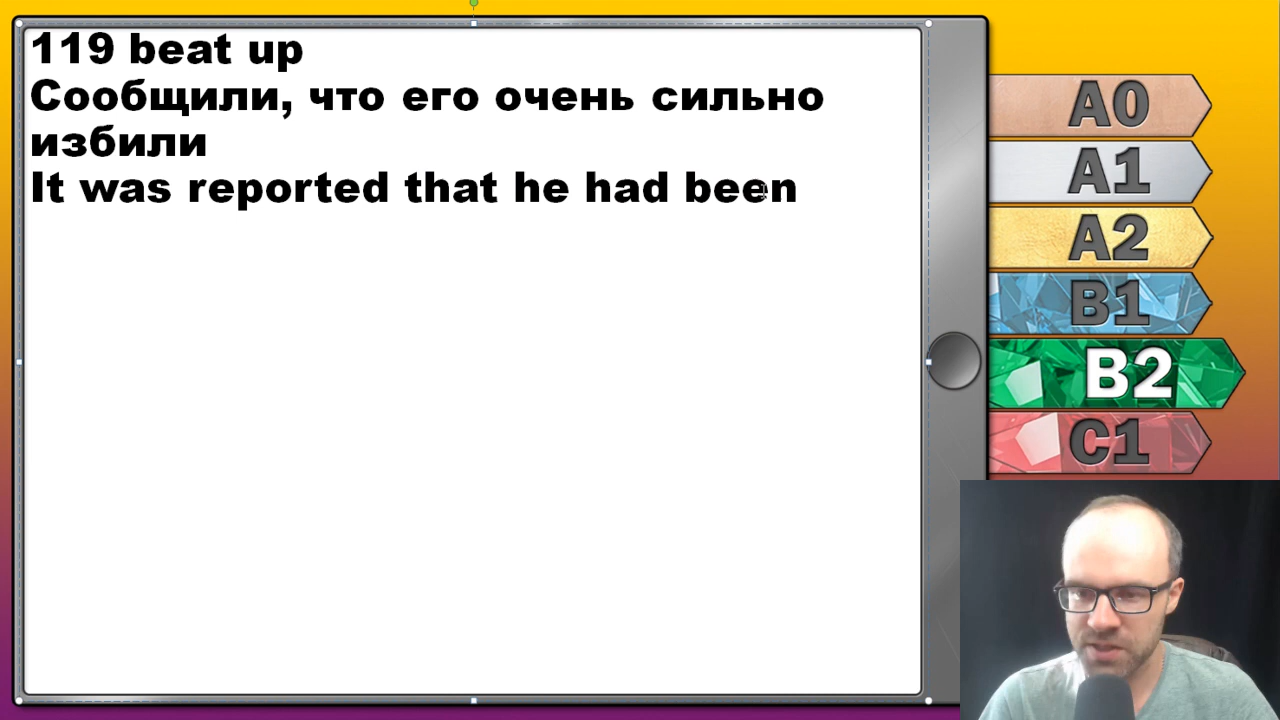 119 beat up
Сообщили, что его очень сильно
избили
It was reported that he had been
A0
A1
A2
B1
B2
C1